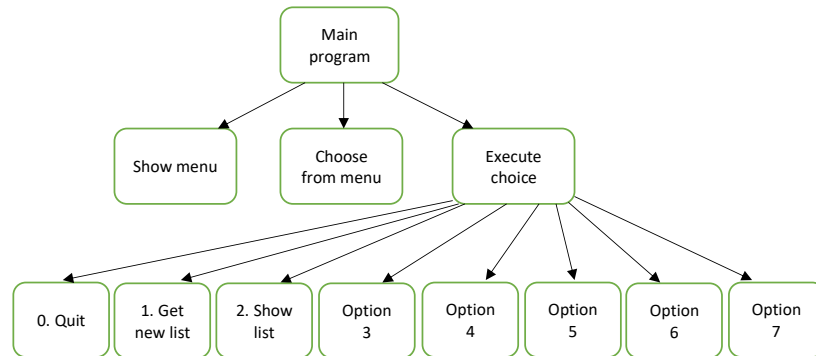 Main
program
Show menu
Choose
from menu
Execute
choice
0. Quit
1. Get
new list
2. Show
list
Option
3
Option
4
Option
5
Option
6
Option
7